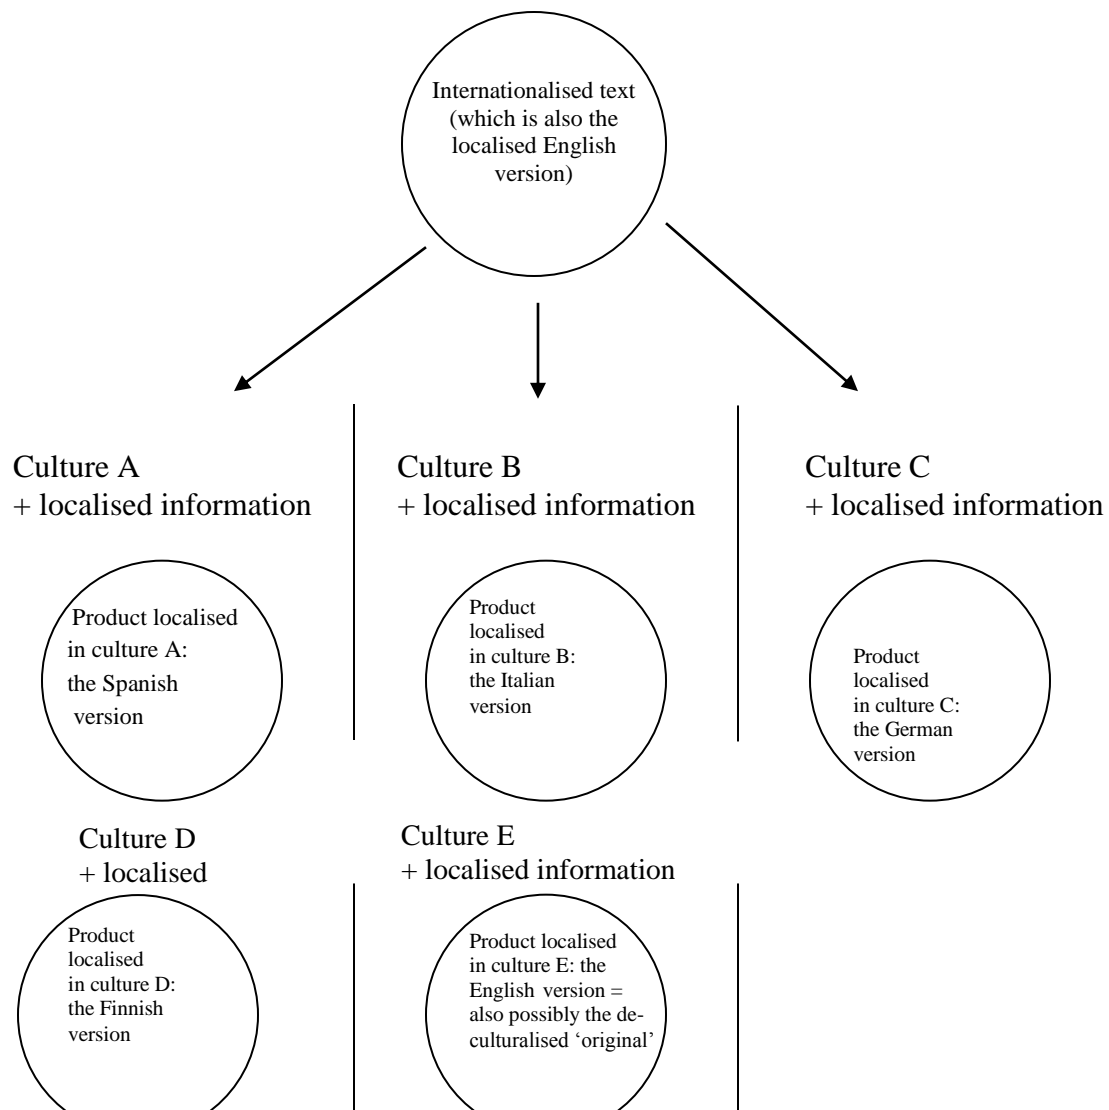 Internationalised text
(which is also the
localised English
version)
Culture A
+ localised information
Culture B
+ localised information
Culture C
+ localised information
Product localised
in culture A:
the Spanish
version
Product
localised
in culture B:
the Italian
version
Product
localised
in culture C:
the German
version
Culture D
+ localised
Culture E
+ localised information
Product
localised
in culture D:
the Finnish
version
Product localised
in culture E: the
English version =
also possibly the de-
culturalised ‘original’